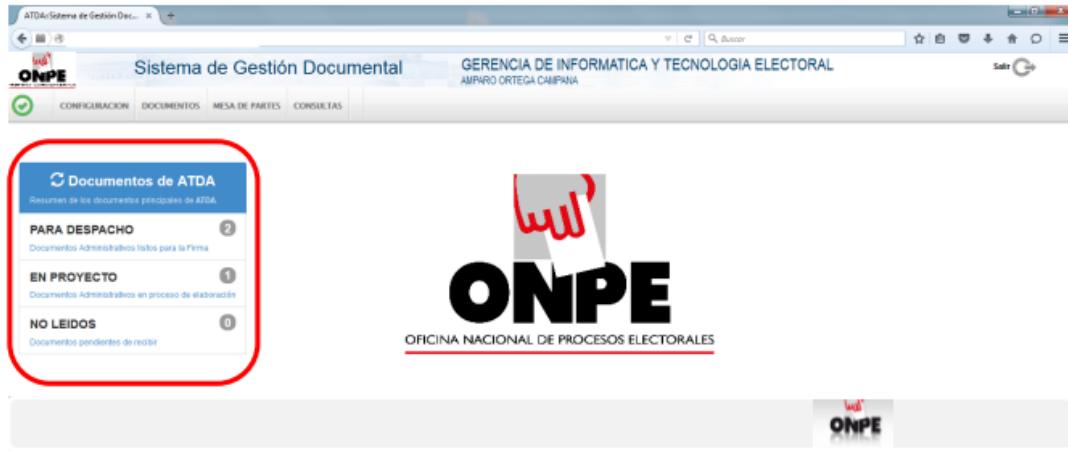 ATDA:Sistema de Gestión Doc...
Buscar
ONPE
Sistema de Gestión Documental
GERENCIA DE INFORMATICA Y TECNOLOGIA ELECTORAL
AMPARO ORTEGA CAMPANA
Salir
CONFIGURACION DOCUMENTOS MESA DE PARTES CONSULTAS
Documentos de ATDA
Resumen de los documentos principales de ATDA.
PARA DESPACHO 2
Documentos Administrativos listos para la Firma
EN PROYECTO 1
Documentos Administrativos en proceso de elaboración
NO LEIDOS 0
Documentos pendientes de recibir
ONPE
OFICINA NACIONAL DE PROCESOS ELECTORALES
ONPE